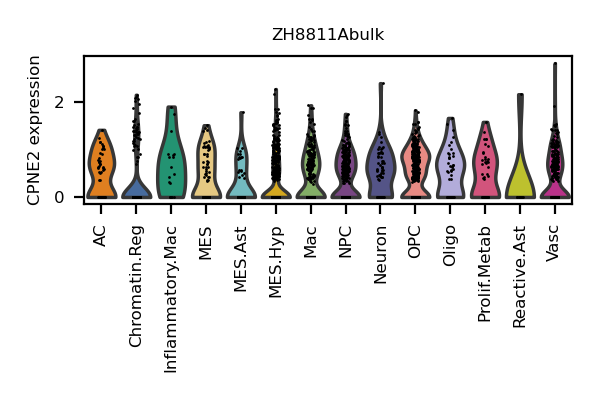 ZH8811Abulk
CPNE2 expression
2
0
AC
Chromatin.Reg
Inflammatory.Mac
MES
MES.Ast
MES.Hyp
Mac
NPC
Neuron
OPC
Oligo
Prolif.Metab
Reactive.Ast
Vasc